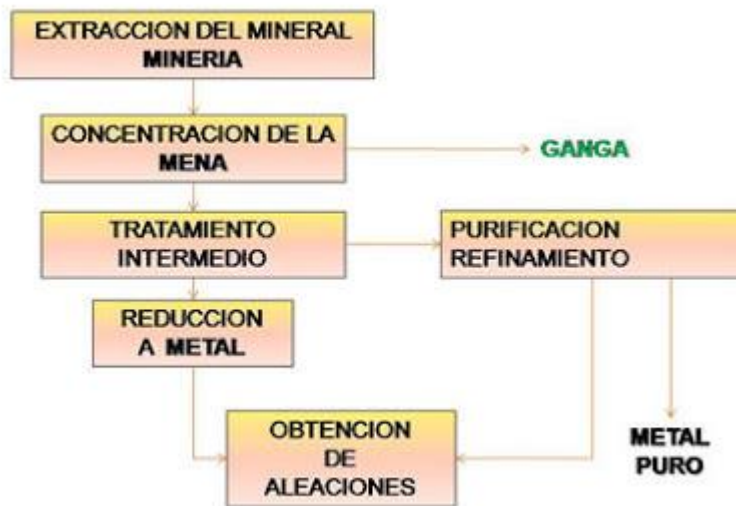 EXTRACCION DEL MINERAL
MINERIA
CONCENTRACION DE LA
MENA
GANGA
TRATAMIENTO
INTERMEDIO
PURIFICACION
REFINAMIENTO
REDUCCION
A METAL
OBTENCION
DE
ALEACIONES
METAL
PURO